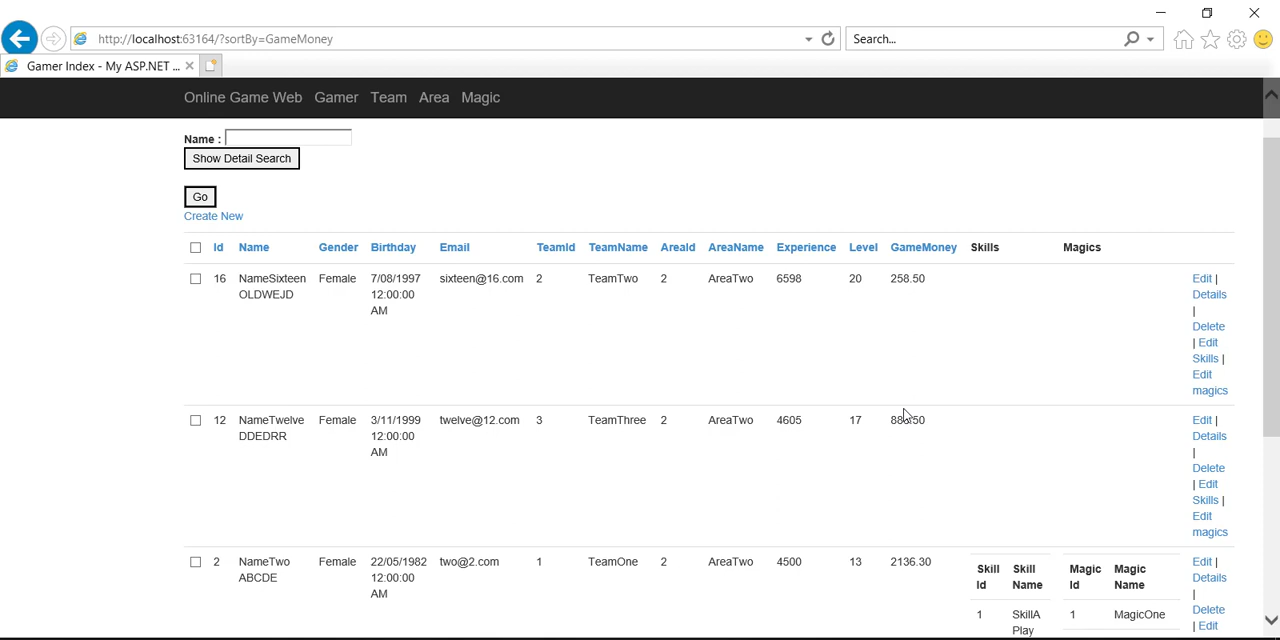 http://localhost:63164/?sortBy=GameMoney
Search...
Gamer Index - My ASP.NET ...
Online Game Web Gamer Team Area Magic
Name :
Show Detail Search
Go
Create New
Id Name Gender Birthday Email TeamId TeamName AreaId AreaName Experience Level GameMoney Skills Magics
16 NameSixteen Female 7/08/1997 sixteen@16.com 2 TeamTwo 2 AreaTwo 6598 20 258.50 Edit |
OLDWEJD 12:00:00 Details
AM |
Delete
| Edit
Skills |
Edit
magics
12 NameTwelve Female 3/11/1999 twelve@12.com 3 TeamThree 2 AreaTwo 4605 17 Edit |
DDEDRR 12:00:00 Details
AM |
Delete
| Edit
Skills |
Edit
magics
2 NameTwo Female 22/05/1982 two@2.com 1 TeamOne 2 AreaTwo 4500 13 2136.30 Edit |
ABCDE 12:00:00 Skill Skill Magic Magic Details
AM Id Name Id Name |
Delete
1 SkillA 1 MagicOne | Edit
Play